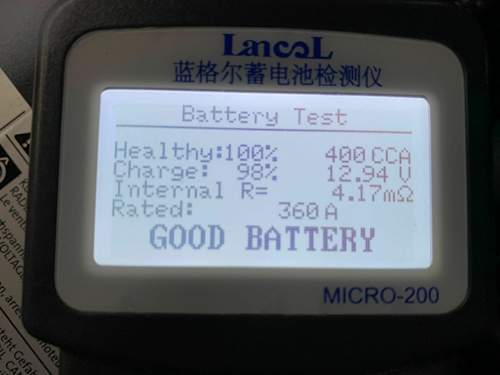 Lancol
蓝格尔蓄电池检测仪
Battery Test
Healthy:100% 400 CCA
Charge: 98% 12.94 V
Internal R= 4.17mΩ
Rated: 360 A
GOOD BATTERY
MICRO-200